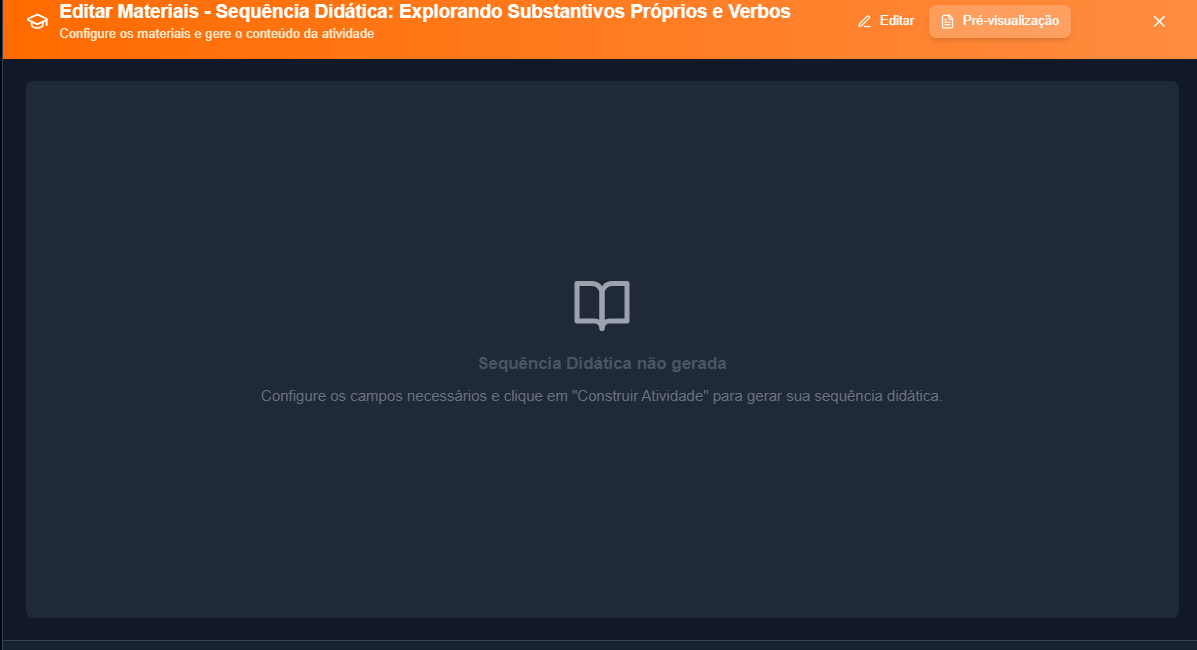 Editar Materiais - Sequência Didática: Explorando Substantivos Próprios e Verbos
Configure os materiais e gere o conteúdo da atividade
Editar
Pré-visualização
Sequência Didática não gerada
Configure os campos necessários e clique em "Construir Atividade" para gerar sua sequência didática.